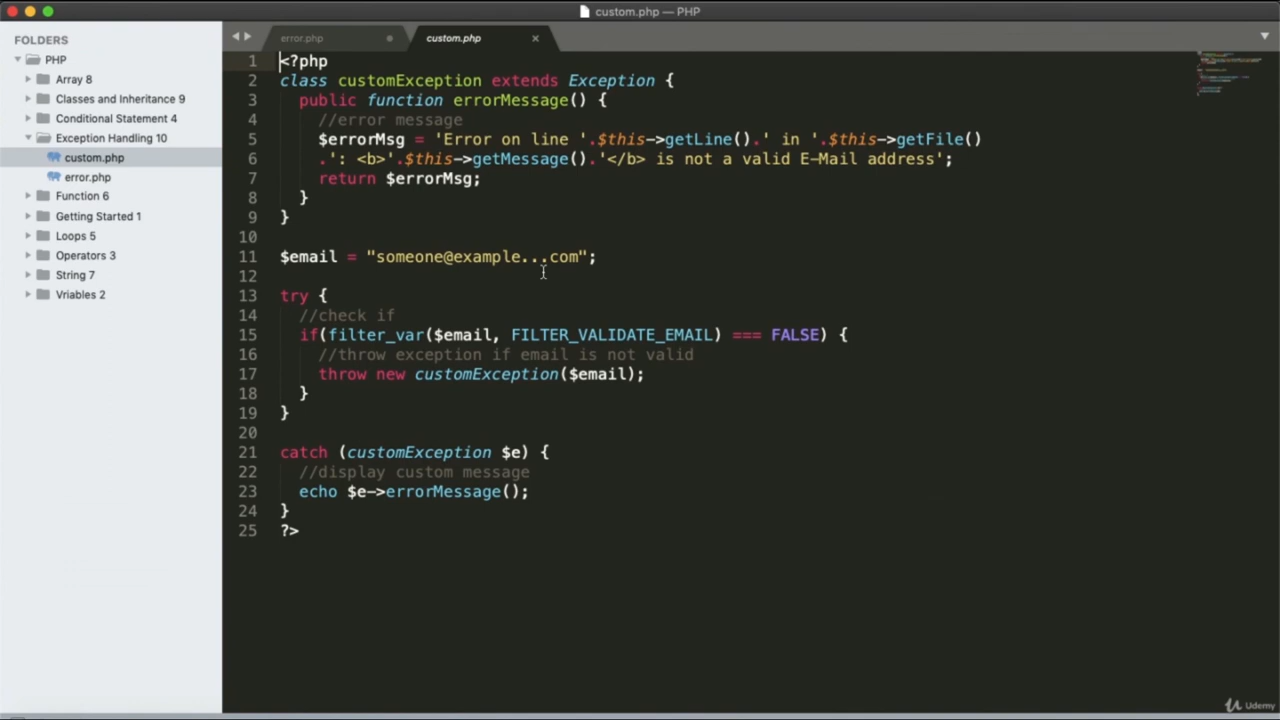 custom.php — PHP
FOLDERS
PHP
Array 8
Classes and Inheritance 9
Conditional Statement 4
Exception Handling 10
custom.php
error.php
Function 6
Getting Started 1
Loops 5
Operators 3
String 7
Vriables 2
error.php
custom.php
1 <?php
2 class customException extends Exception {
3 public function errorMessage() {
4 //error message
5 $errorMsg = 'Error on line '.$this->getLine().' in '.$this->getFile()
6 .': <b>'.$this->getMessage().'</b> is not a valid E-Mail address';
7 return $errorMsg;
8 }
9 }
10
11 $email = "someone@example...com";
12
13 try {
14 //check if
15 if(filter_var($email, FILTER_VALIDATE_EMAIL) === FALSE) {
16 //throw exception if email is not valid
17 throw new customException($email);
18 }
19 }
20
21 catch (customException $e) {
22 //display custom message
23 echo $e->errorMessage();
24 }
25 ?>
Udemy